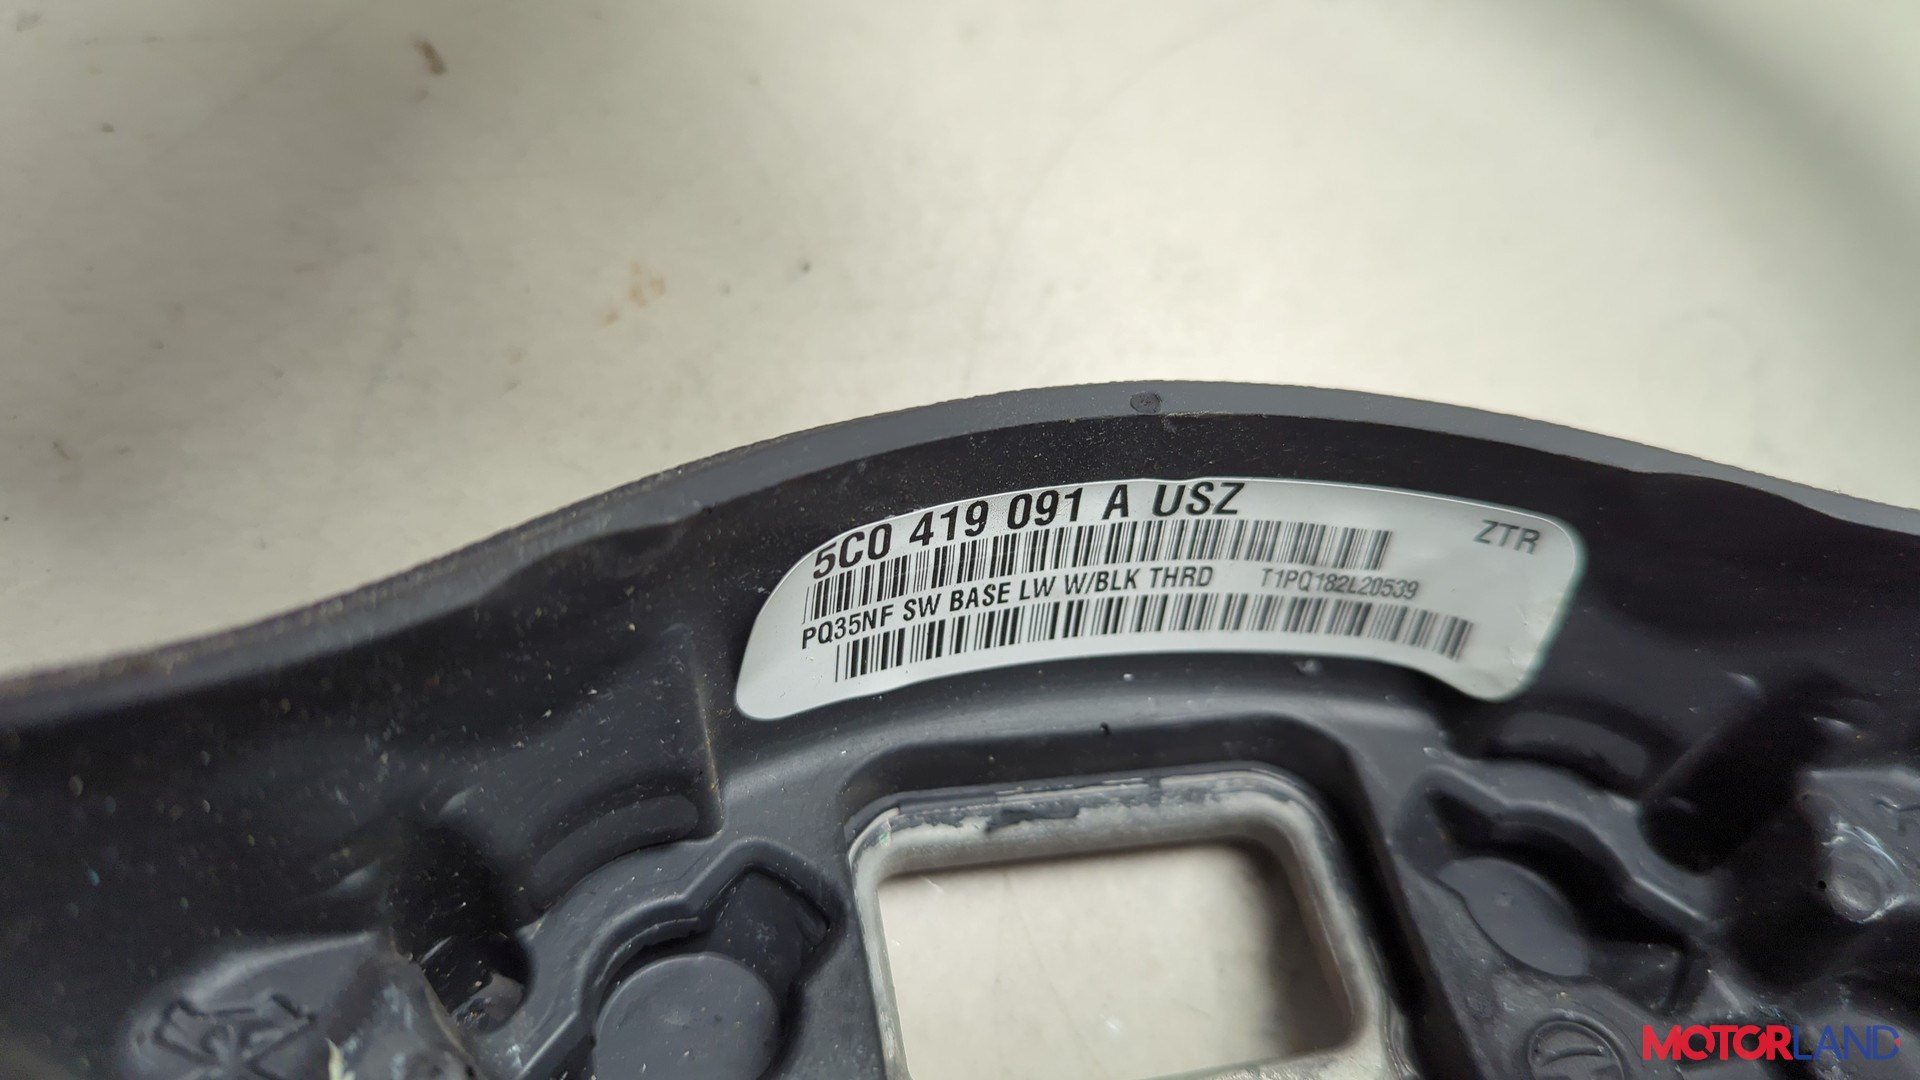 5C0 419 091 A USZ
ZTR
PQ35NF SW BASE LW W/BLK THRD T1PQ182L20539
MOTORLAND